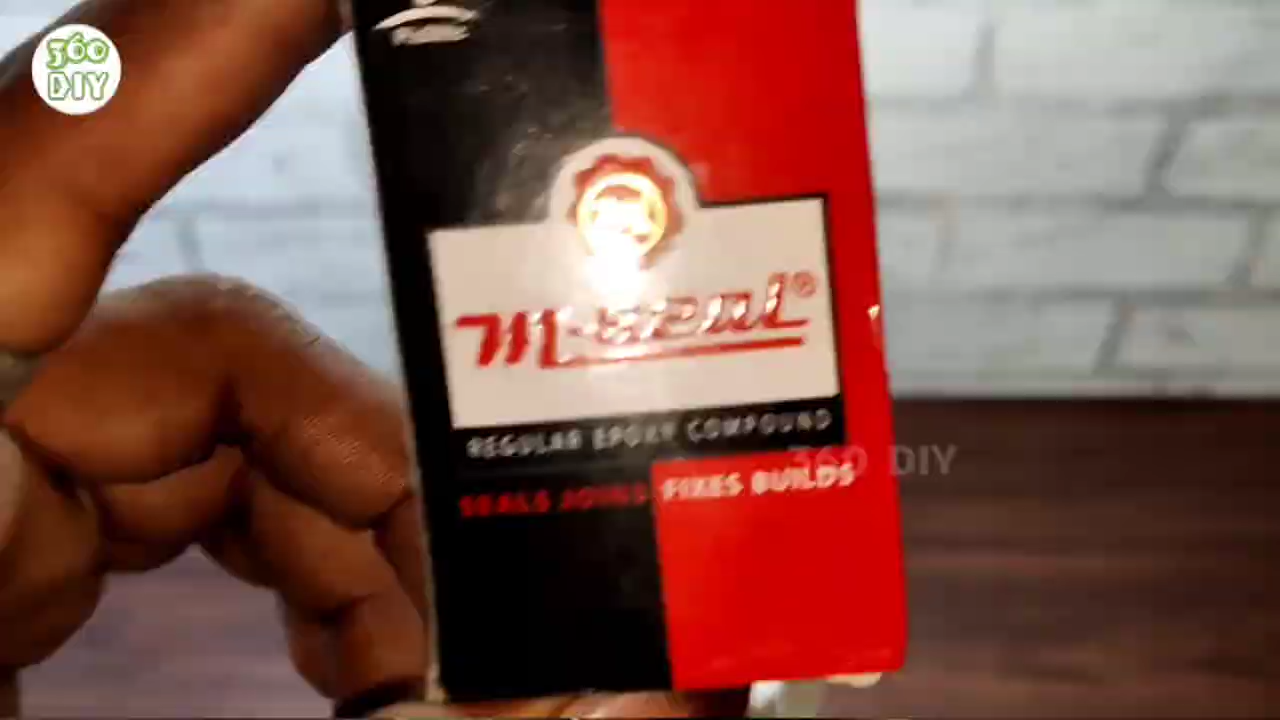 360
DIY
m-seal®
REGULAR EPOXY COMPOUND
SEALS JOINS FIXES BUILDS
360 DIY